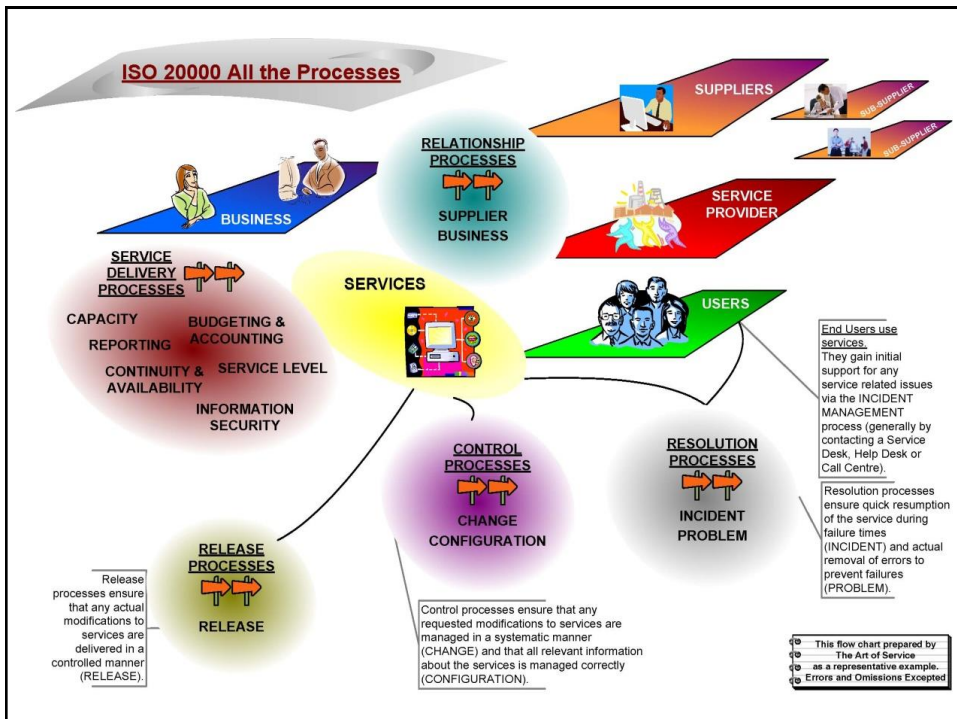 ISO 20000 All the Processes
SUPPLIERS
SUB-SUPPLIER
SUB-SUPPLIER
RELATIONSHIP
PROCESSES
SUPPLIER
BUSINESS
BUSINESS
SERVICE
PROVIDER
SERVICE
DELIVERY
PROCESSES
CAPACITY
BUDGETING &
ACCOUNTING
REPORTING
CONTINUITY &
AVAILABILITY
SERVICE LEVEL
INFORMATION
SECURITY
SERVICES
USERS
End Users use
services.
They gain initial
support for any
service related issues
via the INCIDENT
MANAGEMENT
process (generally by
contacting a Service
Desk, Help Desk or
Call Centre).
CONTROL
PROCESSES
CHANGE
CONFIGURATION
RESOLUTION
PROCESSES
INCIDENT
PROBLEM
Resolution processes
ensure quick resumption
of the service during
failure times
(INCIDENT) and actual
removal of errors to
prevent failures
(PROBLEM).
RELEASE
PROCESSES
RELEASE
Release
processes ensure
that any actual
modifications to
services are
delivered in a
controlled manner
(RELEASE).
Control processes ensure that any
requested modifications to services are
managed in a systematic manner
(CHANGE) and that all relevant information
about the services is managed correctly
(CONFIGURATION).
This flow chart prepared by
The Art of Service
as a representative example.
Errors and Omissions Excepted